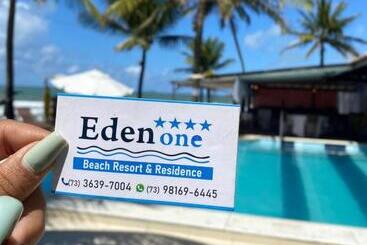 ★★★★
Eden one
Beach Resort & Residence
(73) 3639-7004 (73) 98169-6445